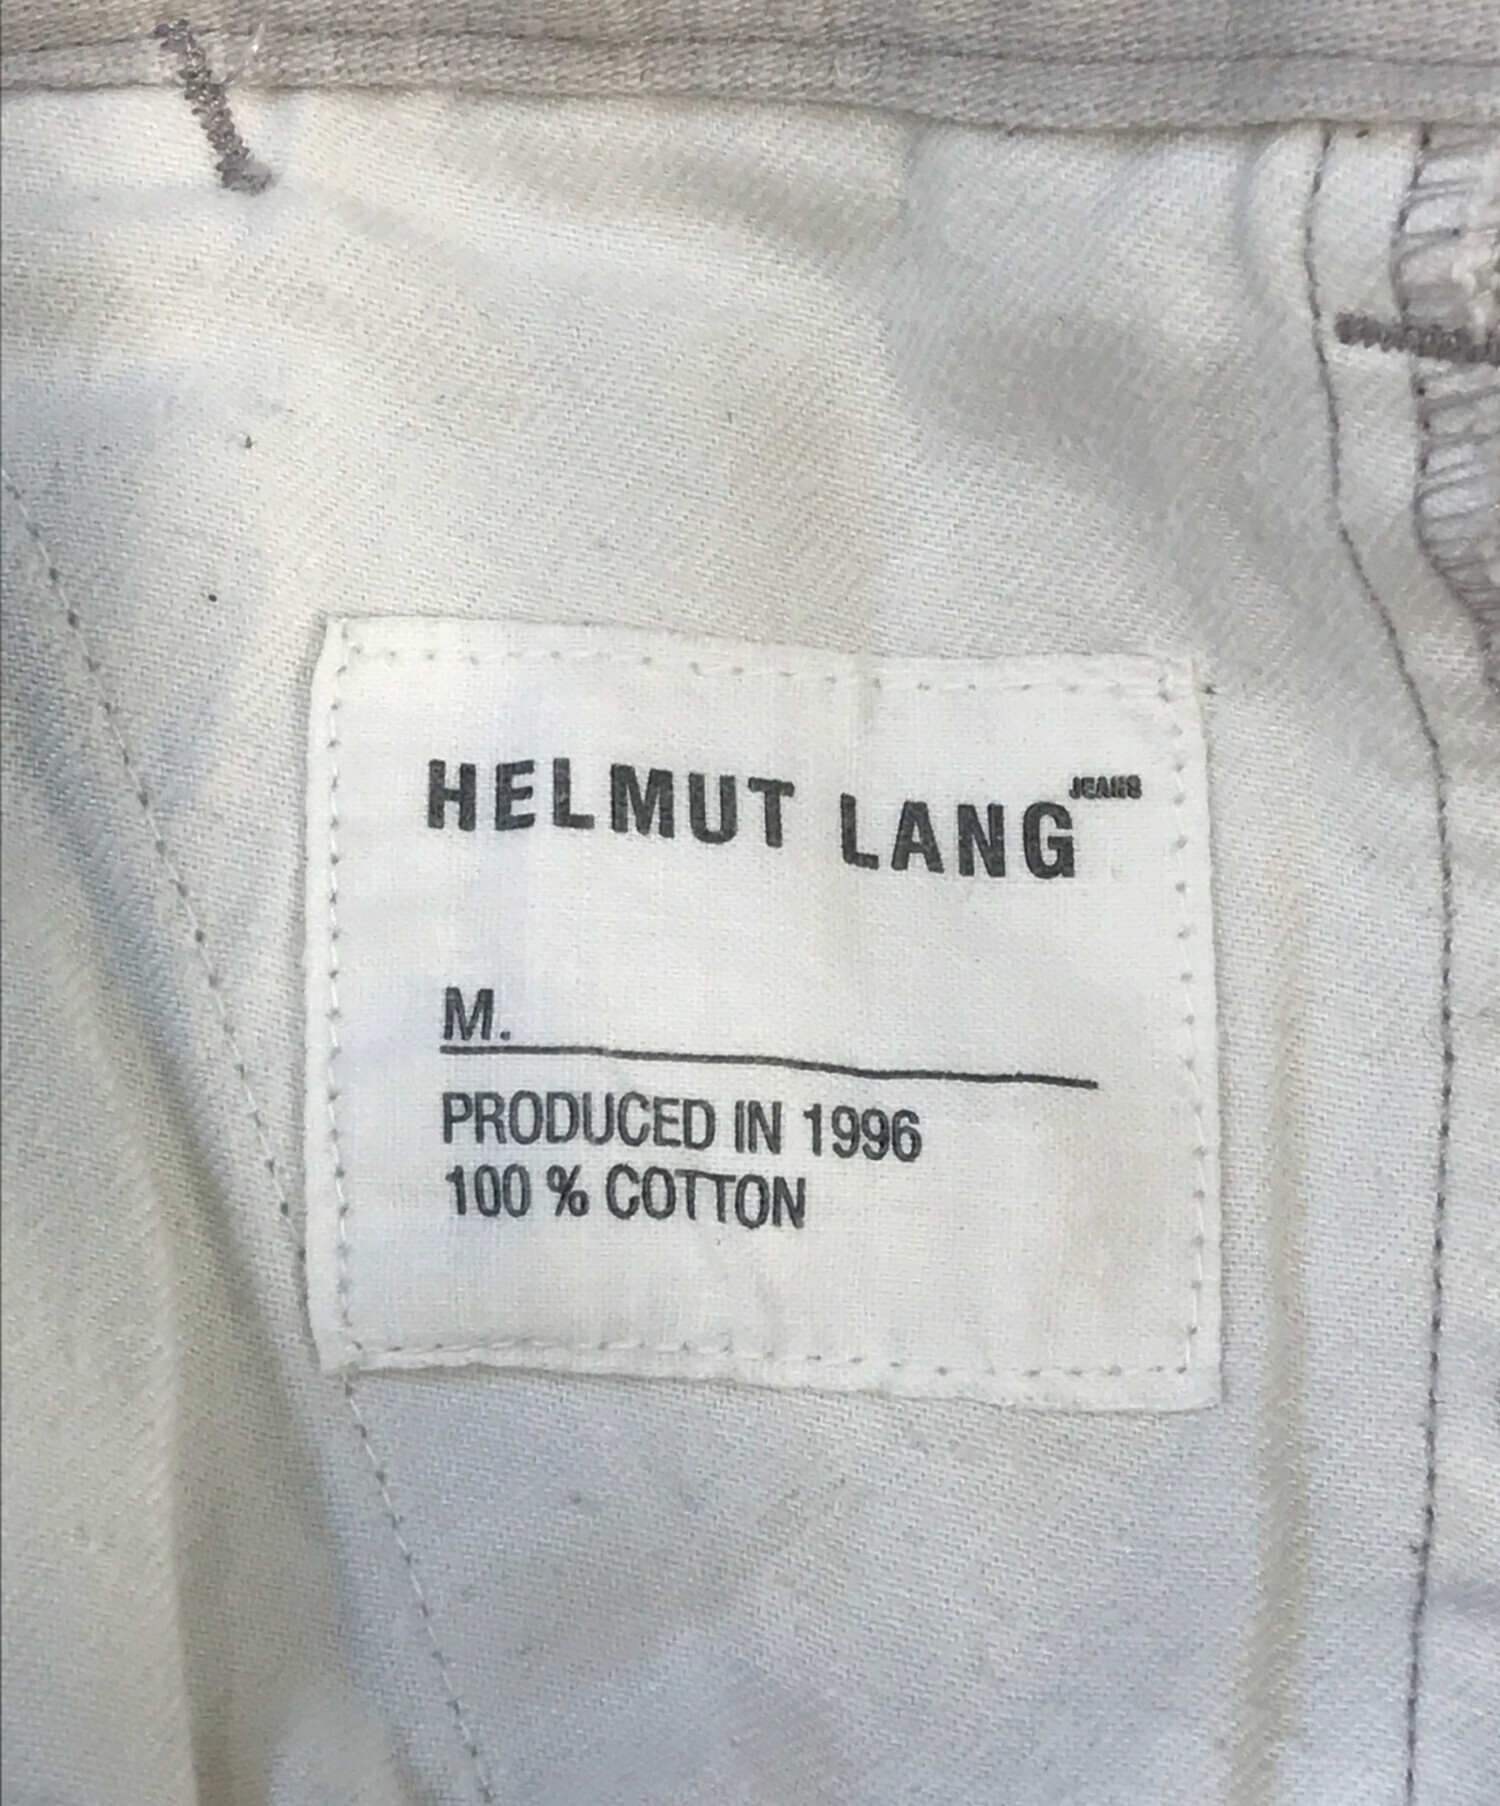 HELMUT LANG JEANS
M.
PRODUCED IN 1996
100 % COTTON